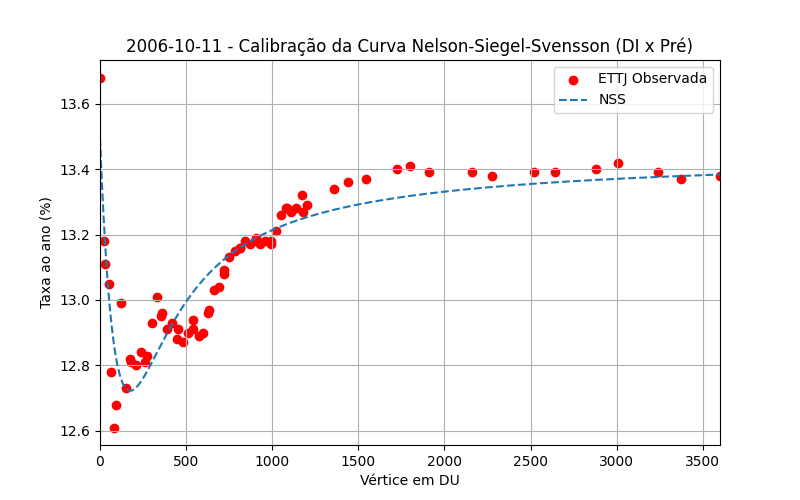 2006-10-11 - Calibração da Curva Nelson-Siegel-Svensson (DI x Pré)
ETTJ Observada
NSS
Taxa ao ano (%)
13.6
13.4
13.2
13.0
12.8
12.6
0 500 1000 1500 2000 2500 3000 3500
Vértice em DU